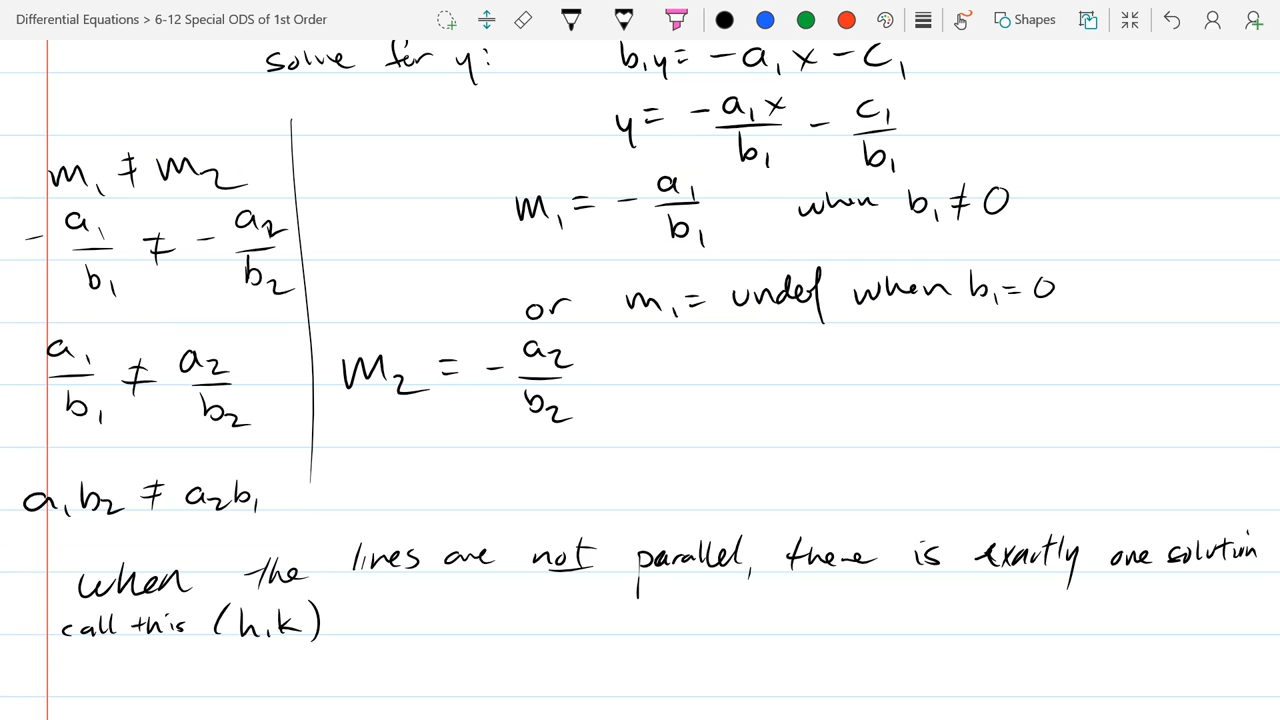 Differential Equations > 6-12 Special ODS of 1st Order
Shapes
solve for y: b₁y = -a₁x - c₁
y = -a₁x/b₁ - c₁/b₁
m₁ ≠ m₂
-a₁/b₁ ≠ -a₂/b₂
a₁/b₁ ≠ a₂/b₂
a₁b₂ ≠ a₂b₁
m₁ = -a₁/b₁ when b₁ ≠ 0
or m₁ = undef when b₁ = 0
m₂ = -a₂/b₂
when the lines are not parallel, there is exactly one solution
call this (h,k)